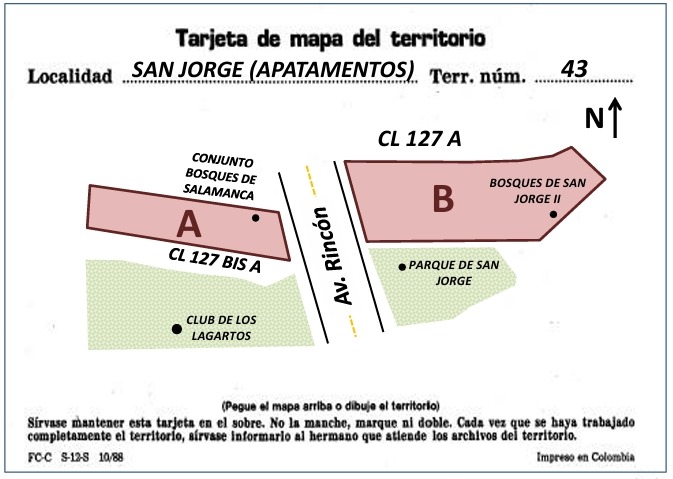 Tarjeta de mapa del territorio
Localidad SAN JORGE (APATAMENTOS) Terr. núm. 43
N
CL 127 A
CONJUNTO
BOSQUES DE
SALAMANCA
A
BOSQUES DE SAN
JORGE II
B
Av. Rincón
CL 127 BIS A
PARQUE DE SAN
JORGE
CLUB DE LOS
LAGARTOS
(Pegue el mapa arriba o dibuje el territorio)
Sírvase mantener esta tarjeta en el sobre. No la manche, marque ni doble. Cada vez que se haya trabajado
completamente el territorio, sírvase informarlo al hermano que atiende los archivos del territorio.
FC-C S-12-S 10/88 Impreso en Colombia